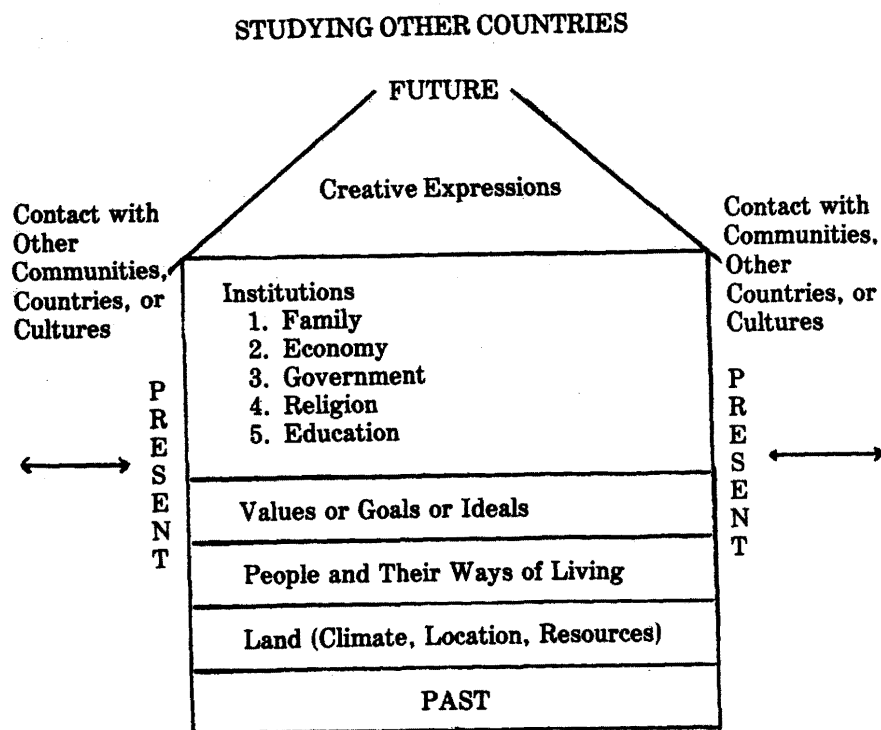 STUDYING OTHER COUNTRIES
FUTURE
Creative Expressions
Contact with
Other
Communities,
Countries, or
Cultures
Contact with
Communities,
Other
Countries, or
Cultures
Institutions
1. Family
2. Economy
3. Government
4. Religion
5. Education
PRESENT
PRESENT
Values or Goals or Ideals
People and Their Ways of Living
Land (Climate, Location, Resources)
PAST